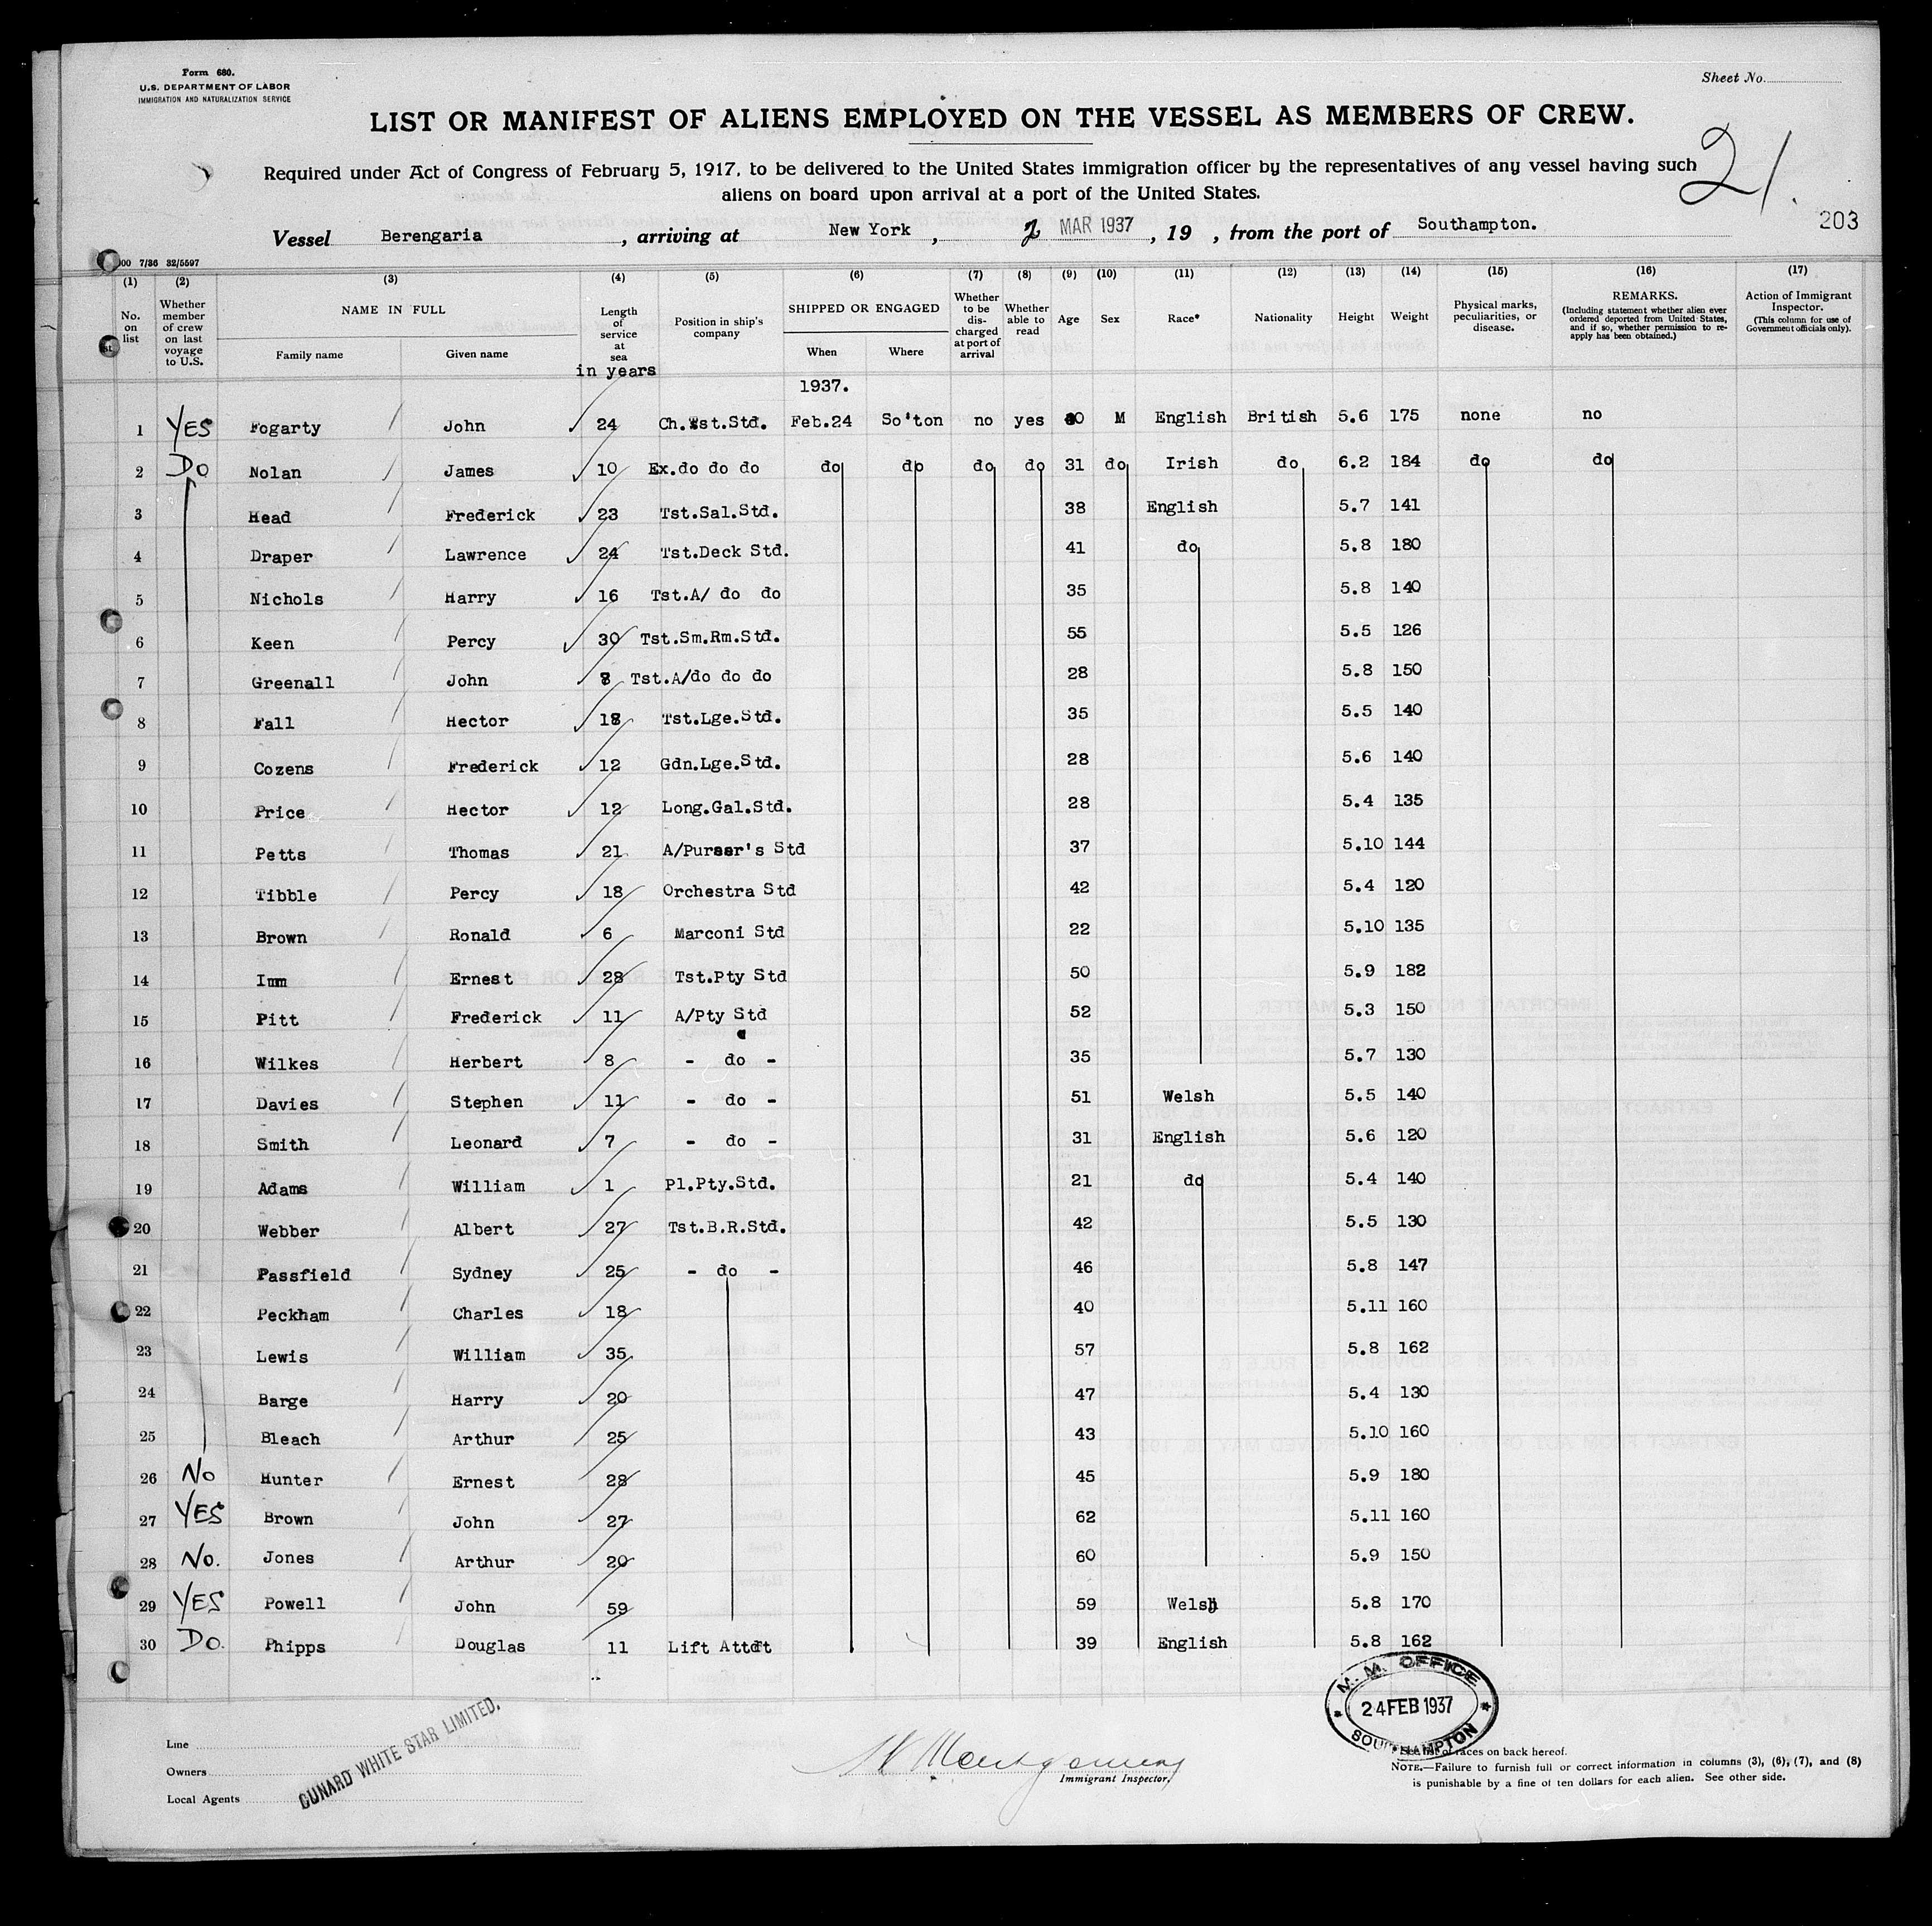 Form 680.
U.S. DEPARTMENT OF LABOR
IMMIGRATION AND NATURALIZATION SERVICE
Sheet No.
LIST OR MANIFEST OF ALIENS EMPLOYED ON THE VESSEL AS MEMBERS OF CREW.
Required under Act of Congress of February 5, 1917, to be delivered to the United States immigration officer by the representatives of any vessel having such
aliens on board upon arrival at a port of the United States.
21.
203
Vessel Berengaria, arriving at New York, 2 MAR 1937, 19 , from the port of Southampton.
00 7/36 32/5597
(1) (2) (3) (4) (5) (6) (7) (8) (9) (10) (11) (12) (13) (14) (15) (16) (17)
No. on list
Whether member of crew on last voyage to U.S.
NAME IN FULL
Family name Given name
Length of service at sea in years
Position in ship's company
SHIPPED OR ENGAGED
When Where
Whether to be discharged at port of arrival
Whether able to read
Age Sex Race* Nationality Height Weight
Physical marks, peculiarities, or disease.
REMARKS. (Including statement whether alien ever ordered deported from United States, and if so, whether permission to reapply has been obtained.)
Action of Immigrant Inspector. (This column for use of Government officials only).
1937.
1 YES Fogarty John 24 Ch.Tst.Std. Feb.24 So'ton no yes M English British 5.6 175 none no
2 Do Nolan James 10 Ex.do do do do do do do 31 do Irish do 6.2 184 do do
3 Head Frederick 23 Tst.Sal.Std. 38 English 5.7 141
4 Draper Lawrence 24 Tst.Deck Std. 41 do 5.8 180
5 Nichols Harry 16 Tst.A/ do do 35 5.8 140
6 Keen Percy 30 Tst.Sm.Rm.Std. 55 5.5 126
7 Greenall John 8 Tst.A/do do do 28 5.8 150
8 Fall Hector 18 Tst.Lge.Std. 35 5.5 140
9 Cozens Frederick 12 Gdn.Lge.Std. 28 5.6 140
10 Price Hector 12 Long.Gal.Std. 28 5.4 135
11 Petts Thomas 21 A/Purser's Std 37 5.10 144
12 Tibble Percy 18 Orchestra Std 42 5.4 120
13 Brown Ronald 6 Marconi Std 22 5.10 135
14 Imm Ernest 28 Tst.Pty Std 50 5.9 182
15 Pitt Frederick 11 A/Pty Std 52 5.3 150
16 Wilkes Herbert 8 - do - 35 5.7 130
17 Davies Stephen 11 - do - 51 Welsh 5.5 140
18 Smith Leonard 7 - do - 31 English 5.6 120
19 Adams William 1 Pl.Pty.Std. 21 do 5.4 140
20 Webber Albert 27 Tst.B.R.Std. 42 5.5 130
21 Passfield Sydney 25 - do - 46 5.8 147
22 Peckham Charles 18 40 5.11 160
23 Lewis William 35 57 5.8 162
24 Barge Harry 20 47 5.4 130
25 Bleach Arthur 25 43 5.10 160
26 No Hunter Ernest 28 45 5.9 180
27 YES Brown John 27 62 5.11 160
28 No. Jones Arthur 20 60 5.9 150
29 YES Powell John 59 59 Welsh 5.8 170
30 Do. Phipps Douglas 11 Lift Attdt 39 English 5.8 162
M. M. OFFICE
24 FEB 1937
SOUTHAMPTON
Line
Owners
Local Agents
CUNARD WHITE STAR LIMITED.
Montgomery
Immigrant Inspector.
of races on back hereof.
NOTE.—Failure to furnish full or correct information in columns (3), (6), (7), and (8)
is punishable by a fine of ten dollars for each alien. See other side.